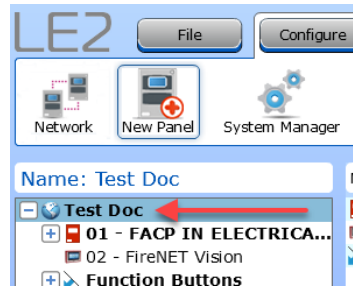 LE2
File
Configure
Network
New Panel
System Manager
Name: Test Doc
Test Doc
01 - FACP IN ELECTRICA...
02 - FireNET Vision
Function Buttons